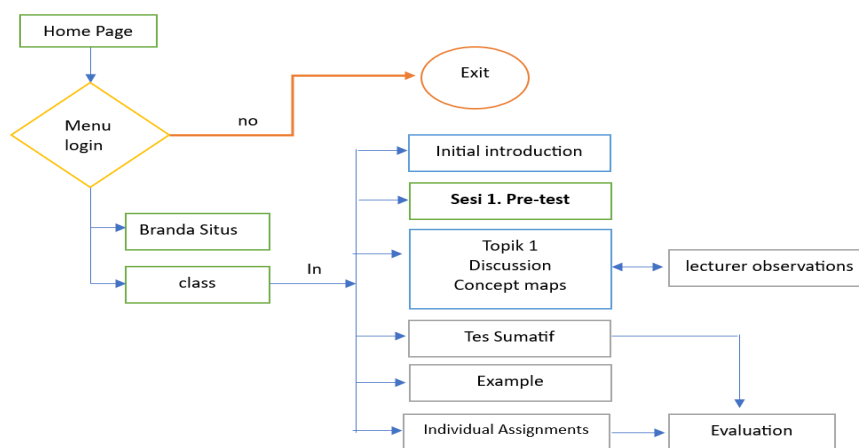 Home Page
Exit
Menu
login
no
Initial introduction
Sesi 1. Pre-test
Branda Situs
Topik 1
Discussion
Concept maps
lecturer observations
class
In
Tes Sumatif
Example
Individual Assignments
Evaluation